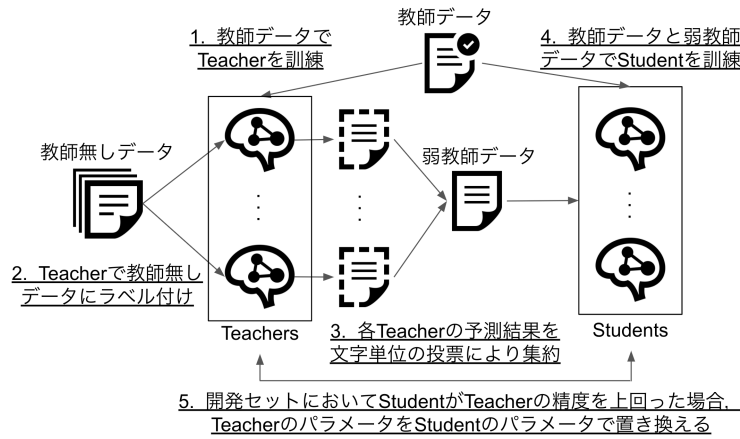 教師データ
1. 教師データで
Teacherを訓練
4. 教師データと弱教師
データでStudentを訓練
教師無しデータ
弱教師データ
2. Teacherで教師無し
データにラベル付け
Teachers
3. 各Teacherの予測結果を
文字単位の投票により集約
Students
5. 開発セットにおいてStudentがTeacherの精度を上回った場合,
TeacherのパラメータをStudentのパラメータで置き換える